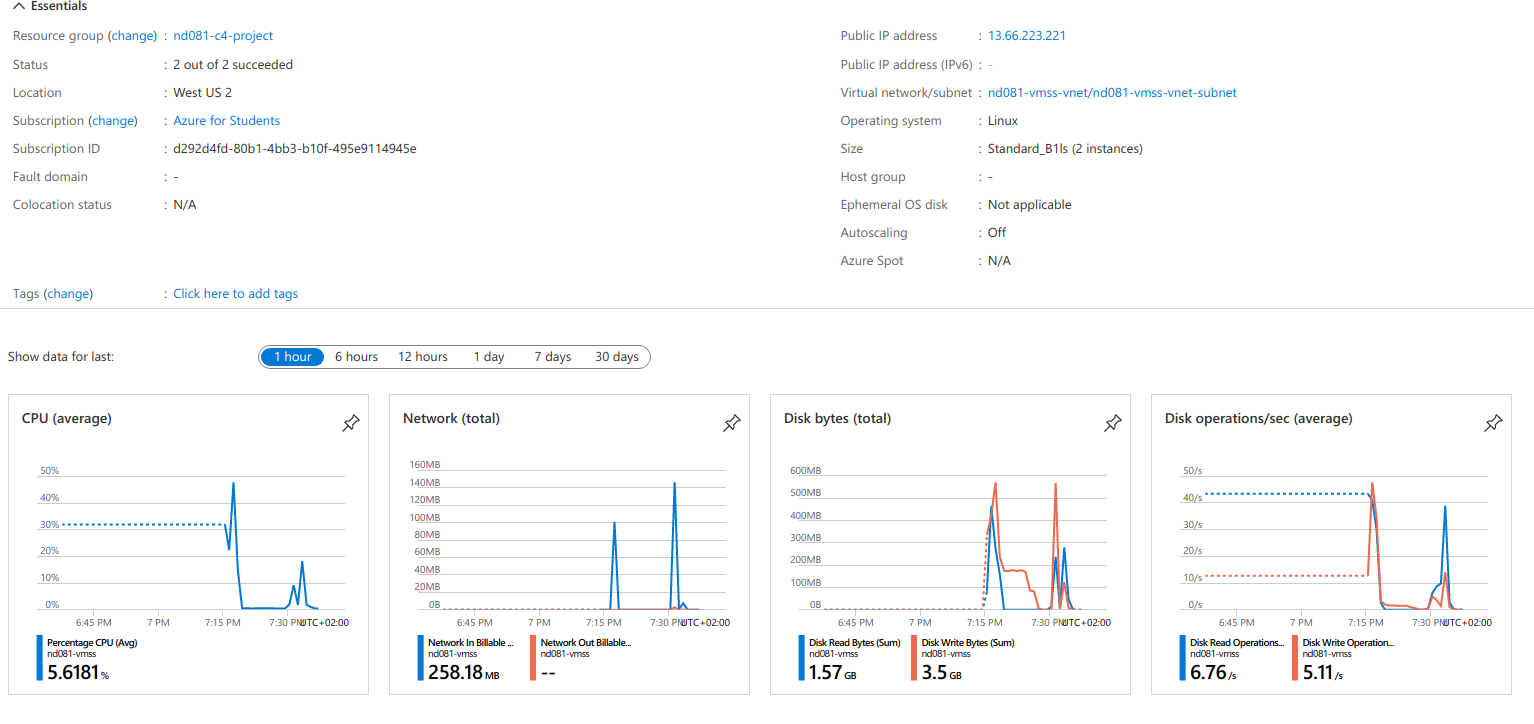 Essentials
Resource group (change) : nd081-c4-project
Status : 2 out of 2 succeeded
Location : West US 2
Subscription (change) : Azure for Students
Subscription ID : d292d4fd-80b1-4bb3-b10f-495e9114945e
Fault domain : -
Colocation status : N/A
Public IP address : 13.66.223.221
Public IP address (IPv6) : -
Virtual network/subnet : nd081-vmss-vnet/nd081-vmss-vnet-subnet
Operating system : Linux
Size : Standard_B1ls (2 instances)
Host group : -
Ephemeral OS disk : Not applicable
Autoscaling : Off
Azure Spot : N/A
Tags (change) : Click here to add tags
Show data for last: 1 hour 6 hours 12 hours 1 day 7 days 30 days
CPU (average)
50%
40%
30%
20%
10%
0%
6:45 PM 7 PM 7:15 PM 7:30 PM UTC+02:00
Percentage CPU (Avg)
nd081-vmss
5.6181 %
Network (total)
160MB
140MB
120MB
100MB
80MB
60MB
40MB
20MB
0B
6:45 PM 7 PM 7:15 PM 7:30 PM UTC+02:00
Network In Billable ... Network Out Billable...
nd081-vmss nd081-vmss
258.18 MB --
Disk bytes (total)
600MB
500MB
400MB
300MB
200MB
100MB
0B
6:45 PM 7 PM 7:15 PM 7:30 PM UTC+02:00
Disk Read Bytes (Sum) Disk Write Bytes (Sum)
nd081-vmss nd081-vmss
1.57 GB 3.5 GB
Disk operations/sec (average)
50/s
40/s
30/s
20/s
10/s
0/s
6:45 PM 7 PM 7:15 PM 7:30 PM UTC+02:00
Disk Read Operations... Disk Write Operation...
nd081-vmss nd081-vmss
6.76 /s 5.11 /s